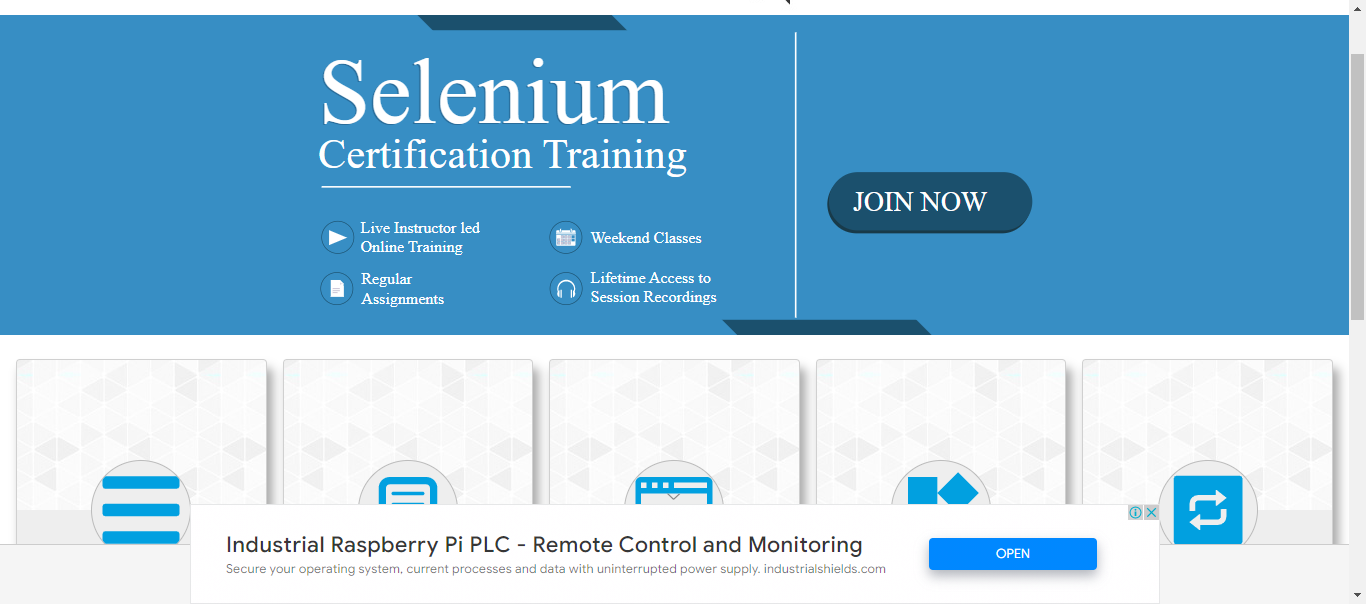 Selenium
Certification Training
Live Instructor led
Online Training
Weekend Classes
Regular
Assignments
Lifetime Access to
Session Recordings
JOIN NOW
Industrial Raspberry Pi PLC - Remote Control and Monitoring
Secure your operating system, current processes and data with uninterrupted power supply. industrialshields.com
OPEN